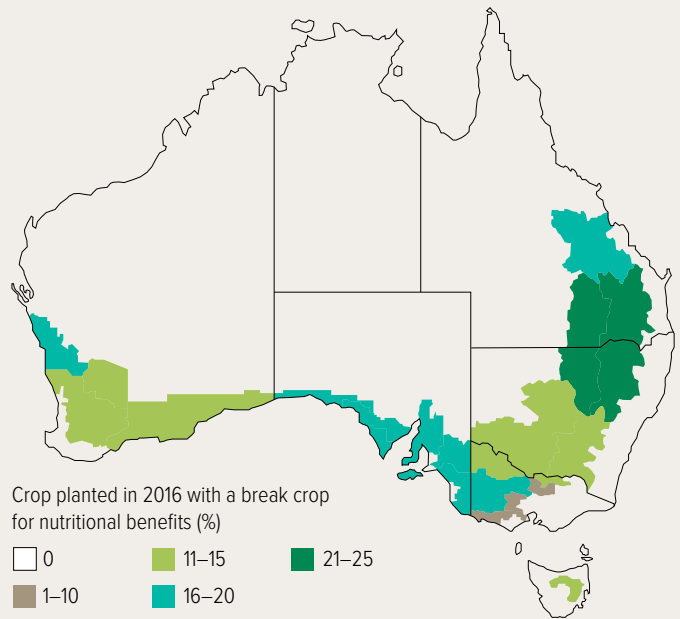 Crop planted in 2016 with a break crop
for nutritional benefits (%)
0
11–15
21–25
1–10
16–20